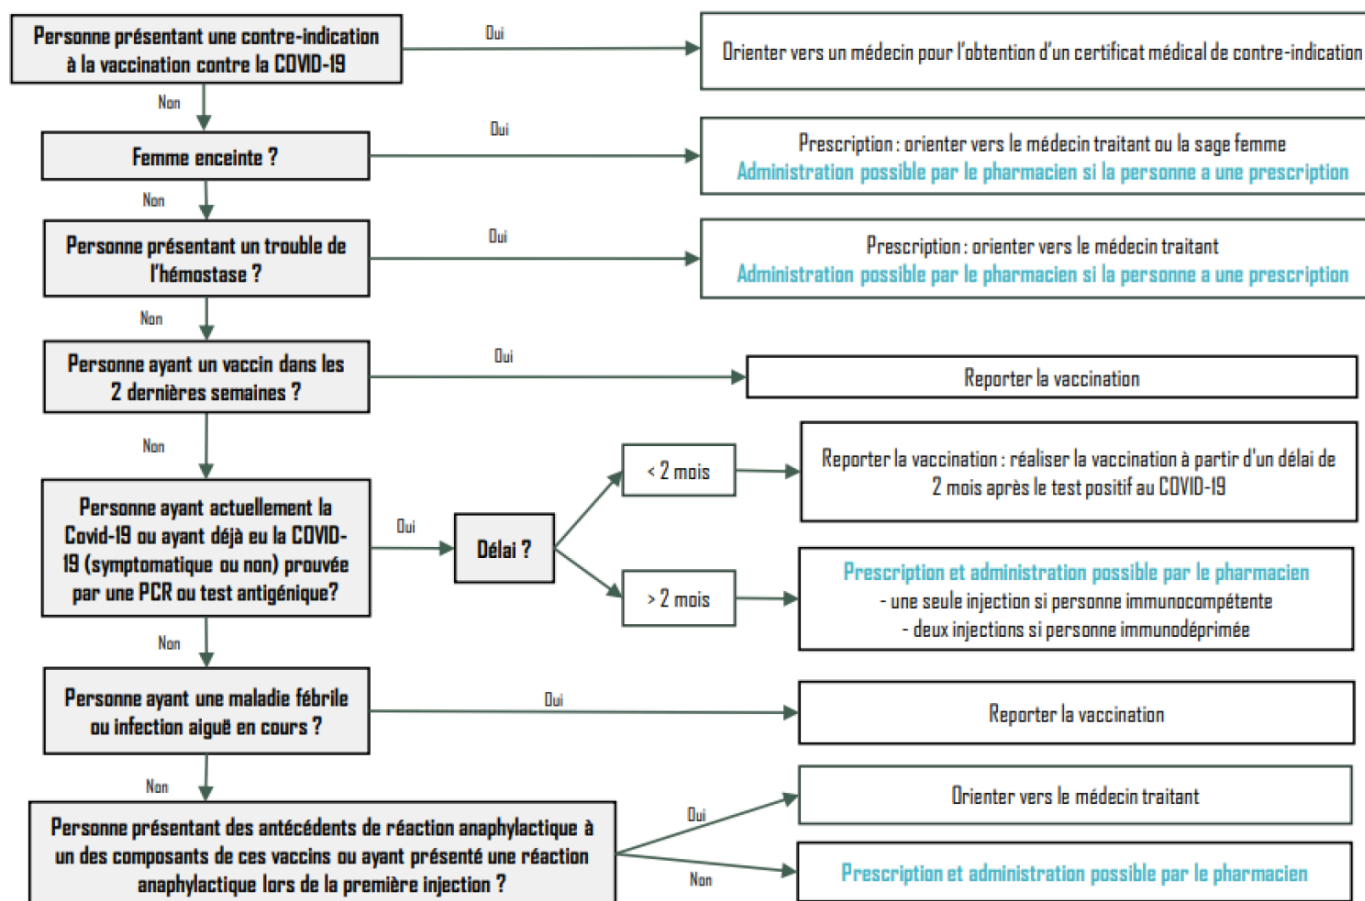 Personne présentant une contre-indication
à la vaccination contre la COVID-19
Oui
Orienter vers un médecin pour l'obtention d'un certificat médical de contre-indication
Non
Femme enceinte ?
Oui
Prescription : orienter vers le médecin traitant ou la sage femme
Administration possible par le pharmacien si la personne a une prescription
Non
Personne présentant un trouble de
l'hémostase ?
Oui
Prescription : orienter vers le médecin traitant
Administration possible par le pharmacien si la personne a une prescription
Non
Personne ayant un vaccin dans les
2 dernières semaines ?
Oui
Reporter la vaccination
Non
Personne ayant actuellement la
Covid-19 ou ayant déjà eu la COVID-
19 (symptomatique ou non) prouvée
par une PCR ou test antigénique?
Oui
Délai ?
< 2 mois
Reporter la vaccination : réaliser la vaccination à partir d'un délai de
2 mois après le test positif au COVID-19
> 2 mois
Prescription et administration possible par le pharmacien
- une seule injection si personne immunocompétente
- deux injections si personne immunodéprimée
Non
Personne ayant une maladie fébrile
ou infection aiguë en cours ?
Oui
Reporter la vaccination
Non
Personne présentant des antécédents de réaction anaphylactique à
un des composants de ces vaccins ou ayant présenté une réaction
anaphylactique lors de la première injection ?
Oui
Orienter vers le médecin traitant
Non
Prescription et administration possible par le pharmacien